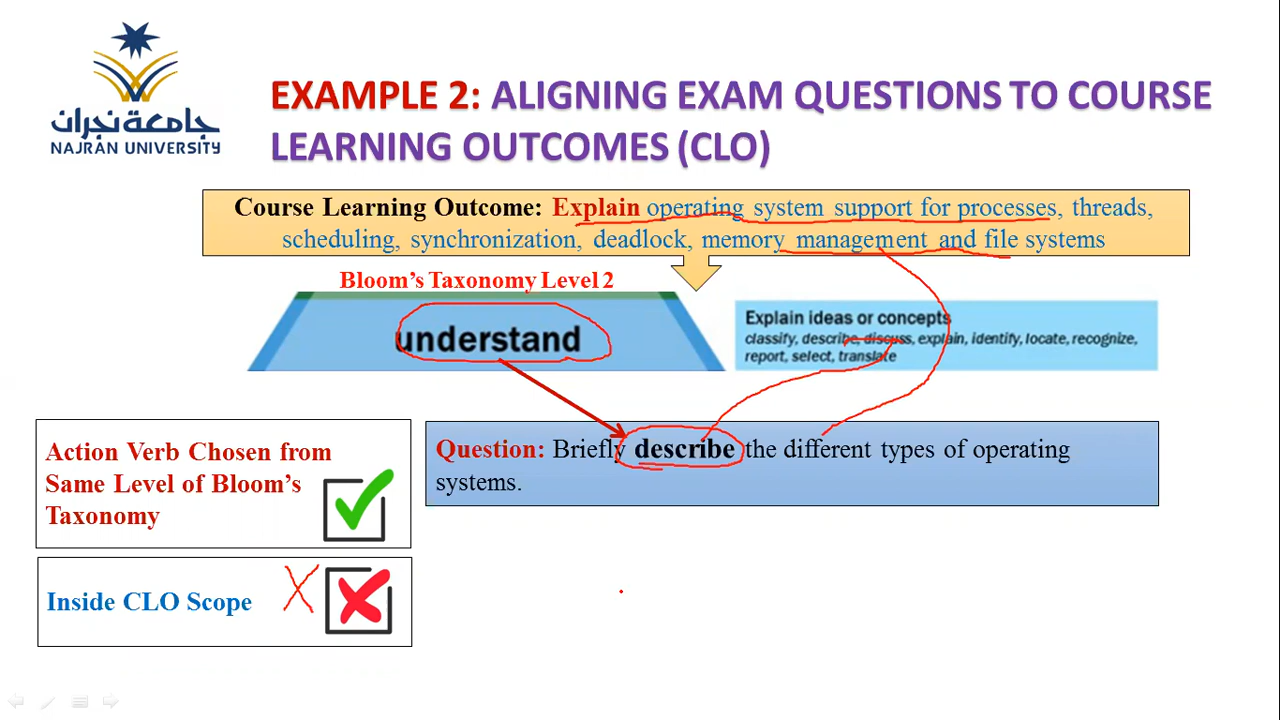 جامعة نجران
NAJRAN UNIVERSITY
EXAMPLE 2: ALIGNING EXAM QUESTIONS TO COURSE
LEARNING OUTCOMES (CLO)
Course Learning Outcome: Explain operating system support for processes, threads,
scheduling, synchronization, deadlock, memory management and file systems
Bloom’s Taxonomy Level 2
understand
Explain ideas or concepts
classify, describe, discuss, explain, identify, locate, recognize,
report, select, translate
Action Verb Chosen from
Same Level of Bloom’s
Taxonomy
Question: Briefly describe the different types of operating
systems.
Inside CLO Scope